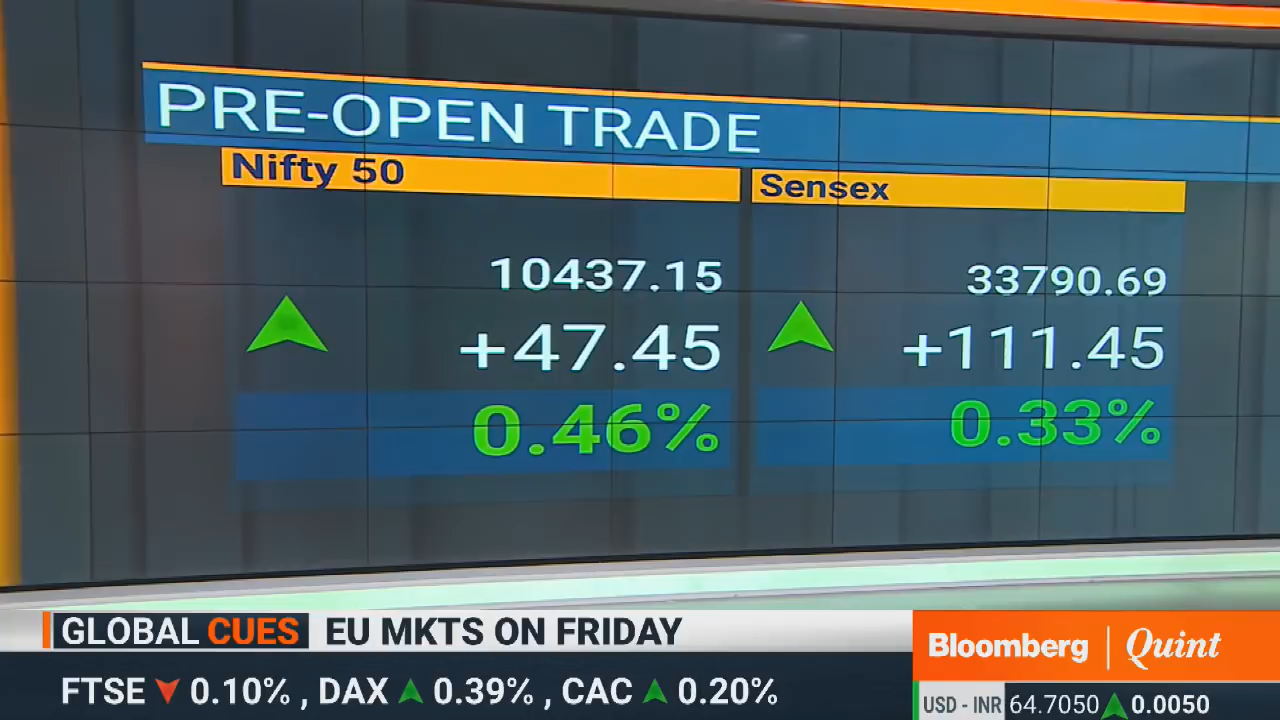 PRE-OPEN TRADE
Nifty 50
10437.15
+47.45
0.46%
Sensex
33790.69
+111.45
0.33%
GLOBAL CUES EU MKTS ON FRIDAY
FTSE ▼ 0.10% , DAX ▲ 0.39% , CAC ▲ 0.20%
Bloomberg | Quint
USD - INR 64.7050 ▲ 0.0050